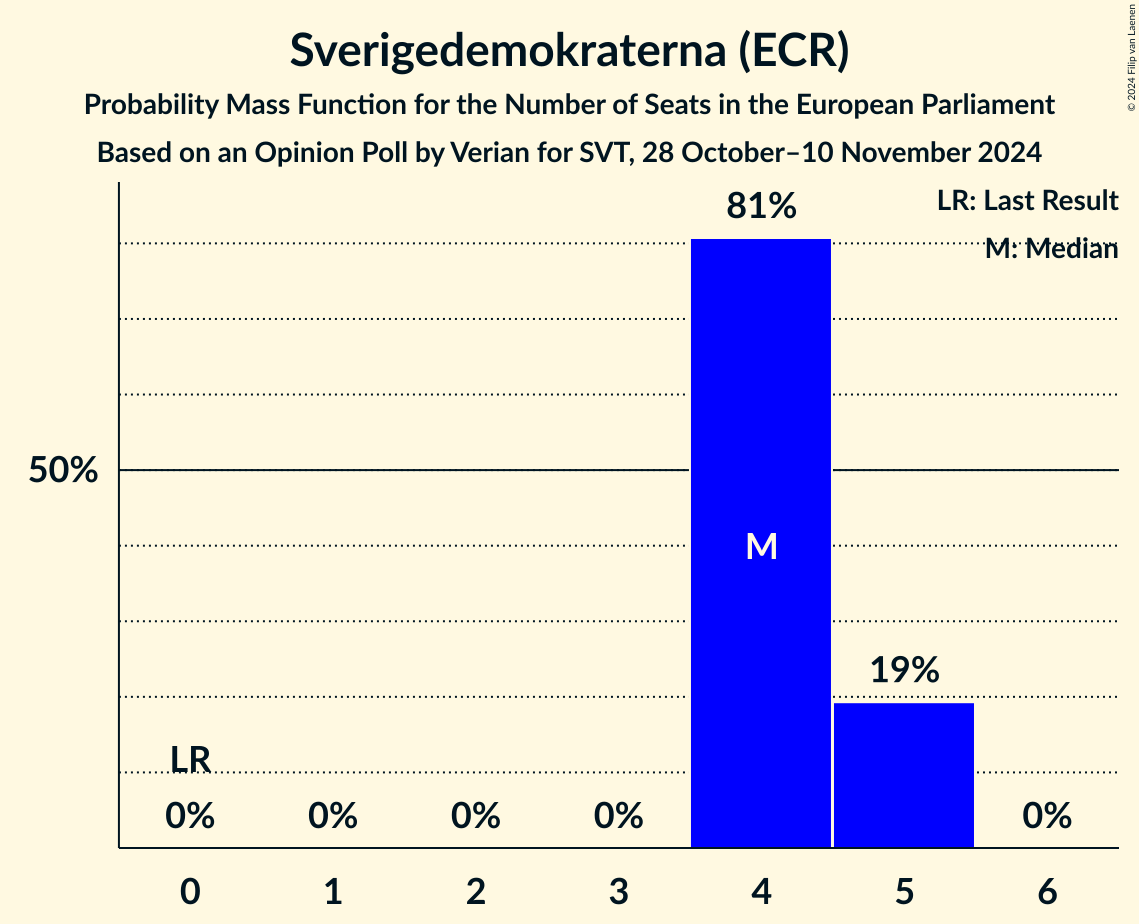 Sverigedemokraterna (ECR)
Probability Mass Function for the Number of Seats in the European Parliament
Based on an Opinion Poll by Verian for SVT, 28 October–10 November 2024
© 2024 Filip van Laenen
LR: Last Result
M: Median
81%
50%
M
19%
LR
0% 0% 0% 0% 0%
0 1 2 3 4 5 6